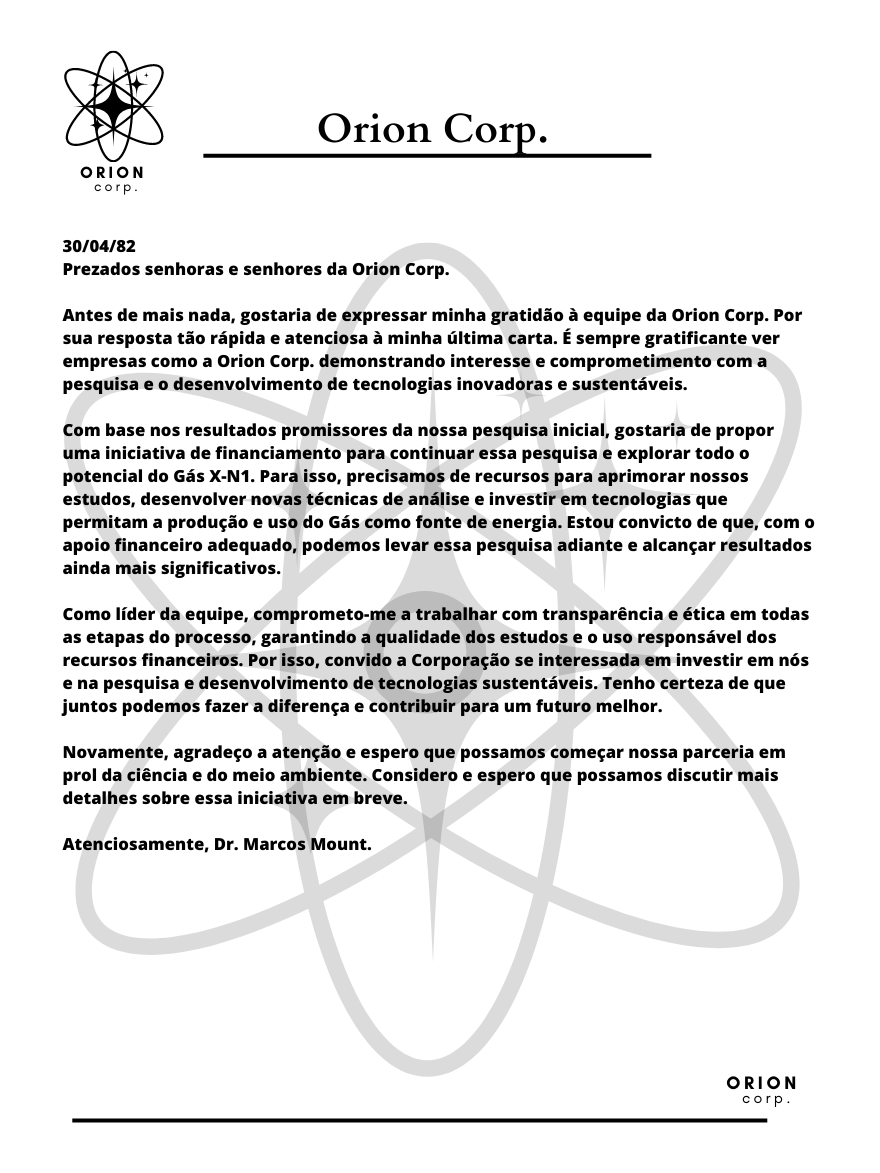 ORION
corp.
Orion Corp.
30/04/82
Prezados senhoras e senhores da Orion Corp.
Antes de mais nada, gostaria de expressar minha gratidão à equipe da Orion Corp. Por
sua resposta tão rápida e atenciosa à minha última carta. É sempre gratificante ver
empresas como a Orion Corp. demonstrando interesse e comprometimento com a
pesquisa e o desenvolvimento de tecnologias inovadoras e sustentáveis.
Com base nos resultados promissores da nossa pesquisa inicial, gostaria de propor
uma iniciativa de financiamento para continuar essa pesquisa e explorar todo o
potencial do Gás X-N1. Para isso, precisamos de recursos para aprimorar nossos
estudos, desenvolver novas técnicas de análise e investir em tecnologias que
permitam a produção e uso do Gás como fonte de energia. Estou convicto de que, com o
apoio financeiro adequado, podemos levar essa pesquisa adiante e alcançar resultados
ainda mais significativos.
Como líder da equipe, comprometo-me a trabalhar com transparência e ética em todas
as etapas do processo, garantindo a qualidade dos estudos e o uso responsável dos
recursos financeiros. Por isso, convido a Corporação se interessada em investir em nós
e na pesquisa e desenvolvimento de tecnologias sustentáveis. Tenho certeza de que
juntos podemos fazer a diferença e contribuir para um futuro melhor.
Novamente, agradeço a atenção e espero que possamos começar nossa parceria em
prol da ciência e do meio ambiente. Considero e espero que possamos discutir mais
detalhes sobre essa iniciativa em breve.
Atenciosamente, Dr. Marcos Mount.
ORION
corp.